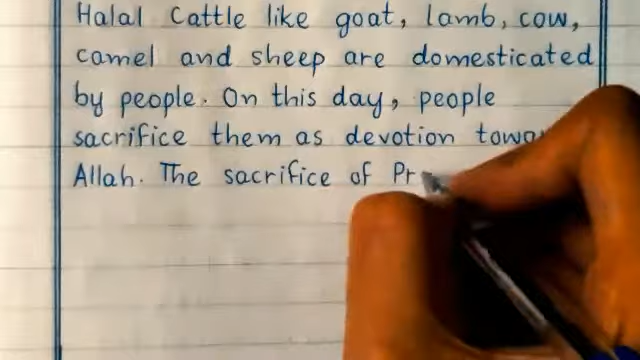 Halal Cattle like goat, lamb, cow,
camel and sheep are domesticated
by people. On this day, people
sacrifice them as devotion
Allah. The sacrifice of Pr